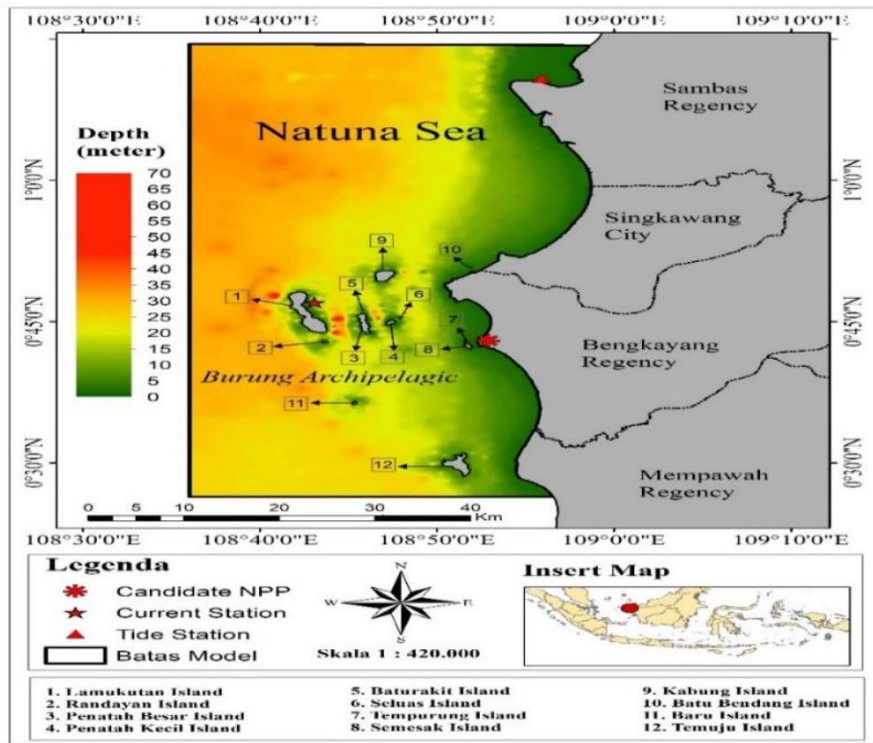 108°30'0"E 108°40'0"E 108°50'0"E 109°0'0"E 109°10'0"E
Natuna Sea
Sambas
Regency
Depth
(meter)
70
65
60
55
50
45
40
35
30
25
20
15
10
5
0
1°0'0"N
1°0'0"N
Singkawang
City
9
10
5
6
1
7
0°45'0"N
0°45'0"N
2
3
4
8
Bengkayang
Regency
Burung Archipelagic
11
12
0°30'0"N
0°30'0"N
Mempawah
Regency
0 5 10 20 30 40
Km
108°30'0"E 108°40'0"E 108°50'0"E 109°0'0"E 109°10'0"E
Legenda
Candidate NPP
Current Station
Tide Station
Batas Model
N
W E
S
Skala 1 : 420.000
Insert Map
1. Lamukutan Island
2. Randayan Island
3. Penatah Besar Island
4. Penatah Kecil Island
5. Baturakit Island
6. Seluas Island
7. Tempurung Island
8. Semesak Island
9. Kabung Island
10. Batu Bendang Island
11. Baru Island
12. Temuju Island